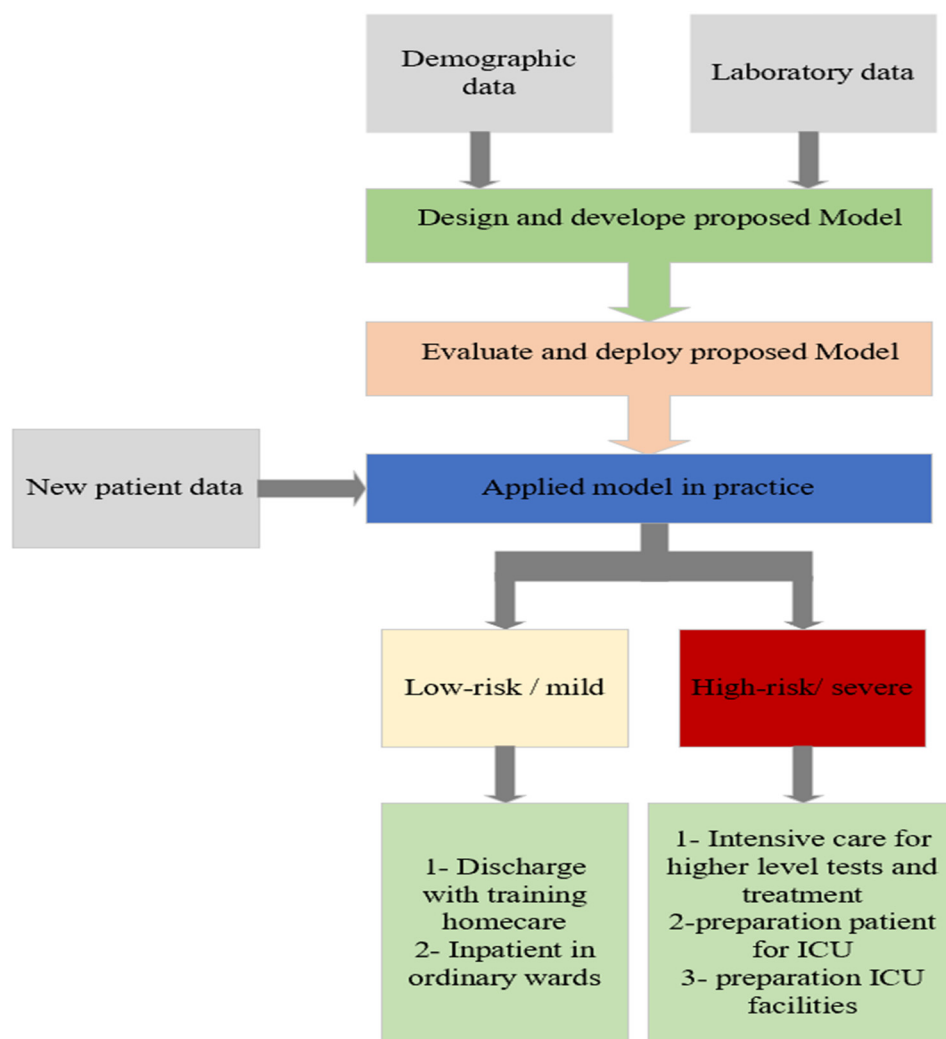 Demographic
data
Laboratory data
Design and develope proposed Model
Evaluate and deploy proposed Model
New patient data
Applied model in practice
Low-risk / mild
High-risk/ severe
1- Discharge
with training
homecare
2- Inpatient in
ordinary wards
1- Intensive care for
higher level tests and
treatment
2-preparation patient
for ICU
3- preparation ICU
facilities